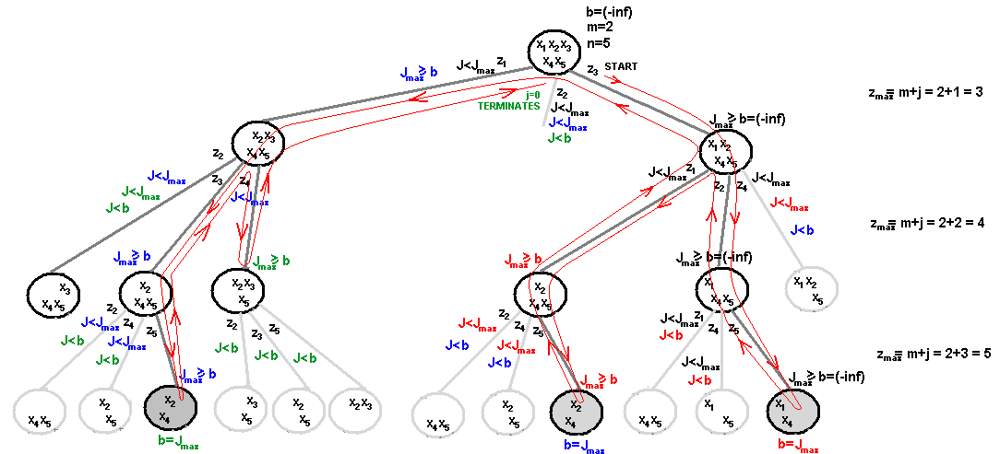 b=(-inf)
m=2
n=5
x1 x2 x3
x4 x5
J<Jmax z1
Jmax≥ b
z3 START
j=0
TERMINATES
z2
J<Jmax
J<Jmax
J<b
zmax= m+j = 2+1 = 3
Jmax≥ b=(-inf)
x2 x3
x4 x5
x1 x2
x4 x5
z2
J<Jmax
J<Jmax
J<b
z3
z4
J<Jmax
J<Jmax z1
z2
z4
J<Jmax
J<Jmax
J<b
zmax= m+j = 2+2 = 4
Jmax≥ b
Jmax≥ b
Jmax≥ b
Jmax≥ b=(-inf)
x3
x4 x5
x2
x4 x5
x2 x3
x5
x2
x4 x5
x1
x4 x5
x1 x2
x5
z2
J<Jmax
J<b
z4
J<Jmax
J<b
z5
z2
J<b
z3
J<b
z5
J<b
z2
J<Jmax
J<b
z4
J<Jmax
J<b
z5
z1
J<Jmax
J<b
z4
J<Jmax
J<b
z5
zmax= m+j = 2+3 = 5
Jmax≥ b
Jmax≥ b
Jmax≥ b=(-inf)
x4 x5
x2
x5
x2
x4
x3
x5
x2
x5
x2 x3
x4 x5
x2
x5
x2
x4
x4 x5
x1
x5
x1
x4
b=Jmax
b=Jmax
b=Jmax